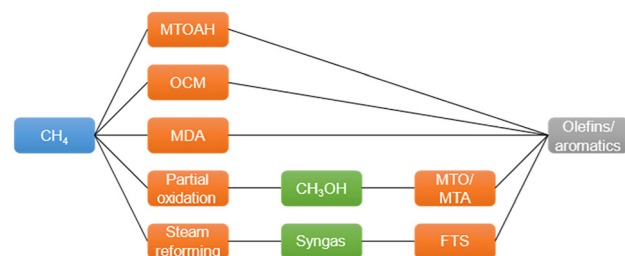 MTOAH
OCM
CH₄
MDA
Olefins/
aromatics
Partial
oxidation
CH₃OH
MTO/
MTA
Steam
reforming
Syngas
FTS